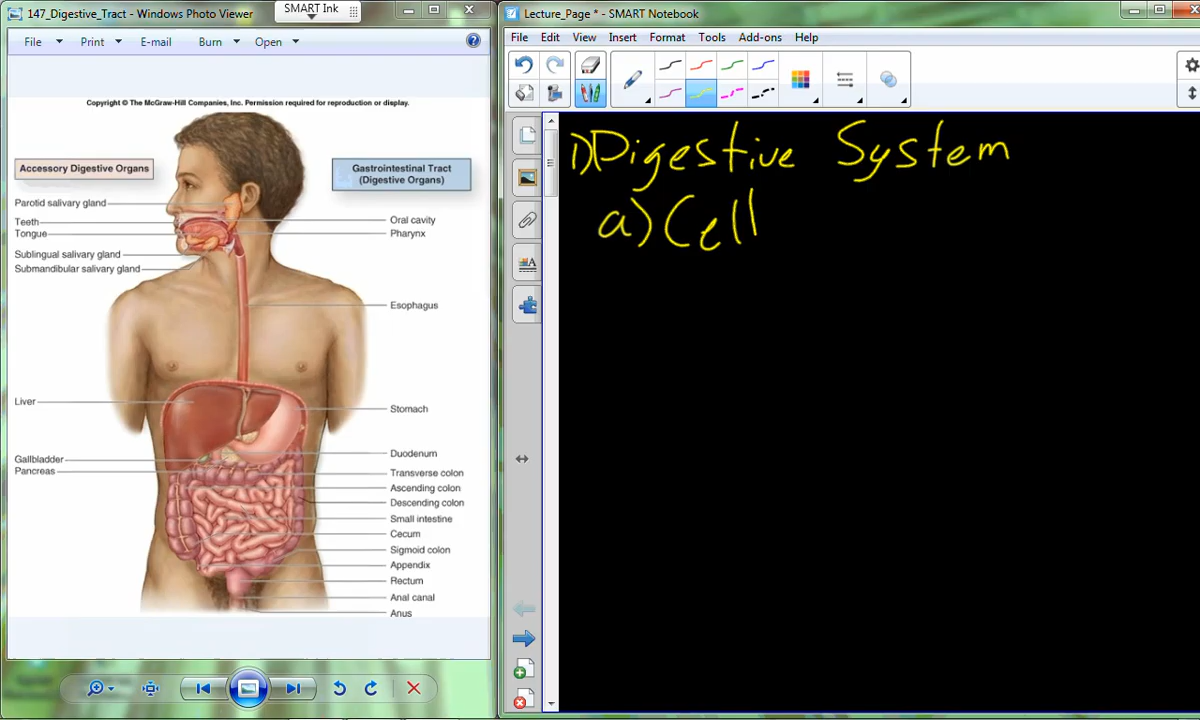 147_Digestive_Tract - Windows Photo Viewer
SMART Ink
File Print E-mail Burn Open
Copyright © The McGraw-Hill Companies, Inc. Permission required for reproduction or display.
Accessory Digestive Organs
Parotid salivary gland
Teeth
Tongue
Sublingual salivary gland
Submandibular salivary gland
Liver
Gallbladder
Pancreas
Gastrointestinal Tract
(Digestive Organs)
Oral cavity
Pharynx
Esophagus
Stomach
Duodenum
Transverse colon
Ascending colon
Descending colon
Small intestine
Cecum
Sigmoid colon
Appendix
Rectum
Anal canal
Anus
Lecture_Page * - SMART Notebook
File Edit View Insert Format Tools Add-ons Help
1) Digestive System
a) Cell